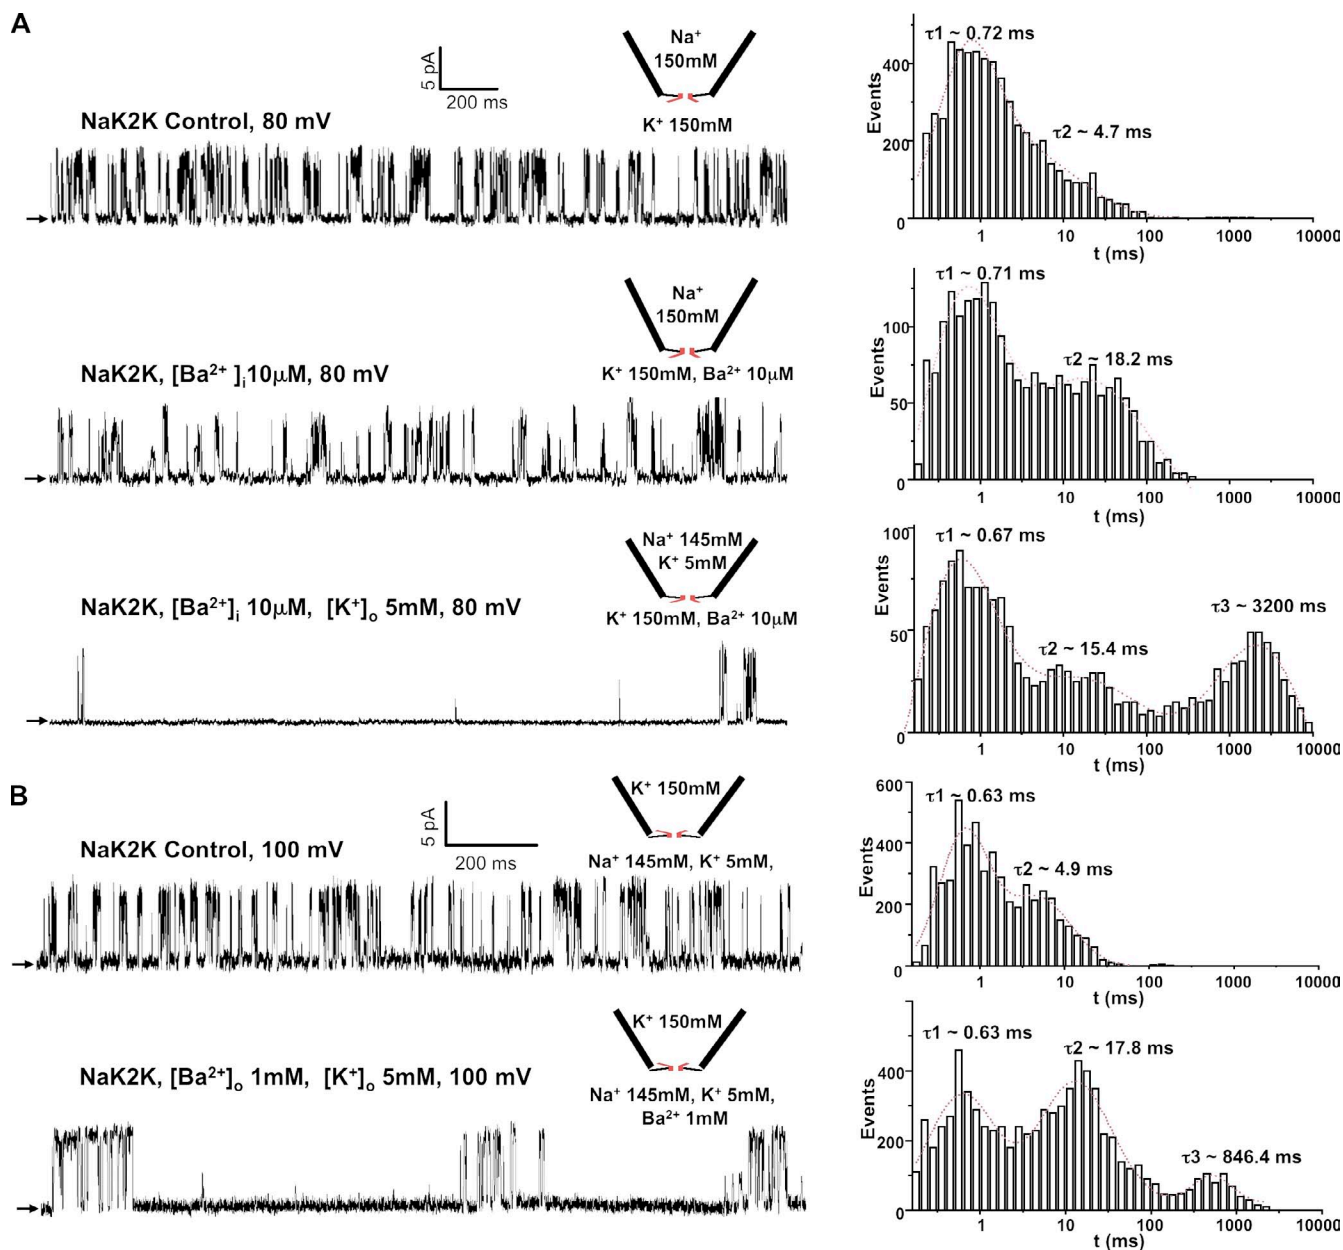 A
5 pA
200 ms
Na⁺
150mM
K⁺ 150mM
NaK2K Control, 80 mV
Events
400
200
0
τ1 ~ 0.72 ms
τ2 ~ 4.7 ms
1 10 100 1000 10000
t (ms)
Na⁺
150mM
K⁺ 150mM, Ba²⁺ 10μM
NaK2K, [Ba²⁺ ]i10μM, 80 mV
Events
100
50
0
τ1 ~ 0.71 ms
τ2 ~ 18.2 ms
1 10 100 1000 10000
t (ms)
Na⁺ 145mM
K⁺ 5mM
K⁺ 150mM, Ba²⁺ 10μM
NaK2K, [Ba²⁺]i 10μM, [K⁺]o 5mM, 80 mV
Events
100
50
0
τ1 ~ 0.67 ms
τ2 ~ 15.4 ms
τ3 ~ 3200 ms
1 10 100 1000 10000
t (ms)
B
5 pA
200 ms
K⁺ 150mM
Na⁺ 145mM, K⁺ 5mM,
NaK2K Control, 100 mV
Events
600
400
200
0
τ1 ~ 0.63 ms
τ2 ~ 4.9 ms
1 10 100 1000 10000
t (ms)
K⁺ 150mM
Na⁺ 145mM, K⁺ 5mM,
Ba²⁺ 1mM
NaK2K, [Ba²⁺]o 1mM, [K⁺]o 5mM, 100 mV
Events
400
200
0
τ1 ~ 0.63 ms
τ2 ~ 17.8 ms
τ3 ~ 846.4 ms
1 10 100 1000 10000
t (ms)